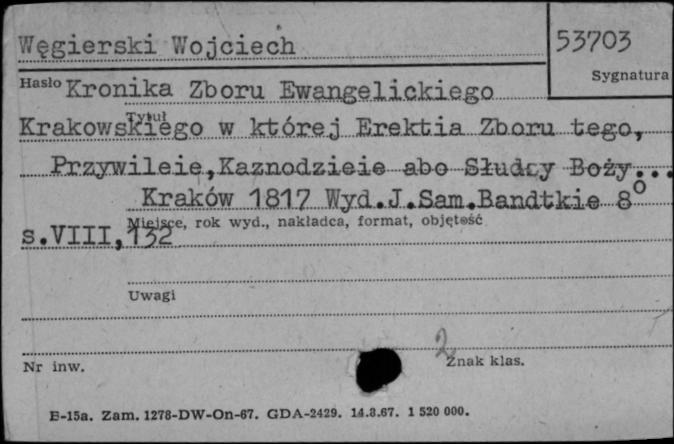 Węgierski Wojciech
53703
Sygnatura
Hasło Kronika Zboru Ewangelickiego
Tytuł
Krakowskiego w której Erektia Zboru tego,
Przywileie,Kaznodzieie abo Słudzy Boży...
Kraków 1817 Wyd.J.Sam.Bandtkie 8°
Miejsce, rok wyd., nakładca, format, objętość
s.VIII,132
Uwagi
2
Nr inw.
Znak klas.
E-15a. Zam. 1278-DW-On-67. GDA-2429. 14.8.67. 1 520 000.